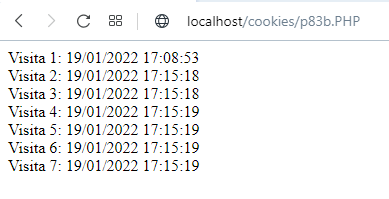 localhost/cookies/p83b.PHP
Visita 1: 19/01/2022 17:08:53
Visita 2: 19/01/2022 17:15:18
Visita 3: 19/01/2022 17:15:18
Visita 4: 19/01/2022 17:15:19
Visita 5: 19/01/2022 17:15:19
Visita 6: 19/01/2022 17:15:19
Visita 7: 19/01/2022 17:15:19